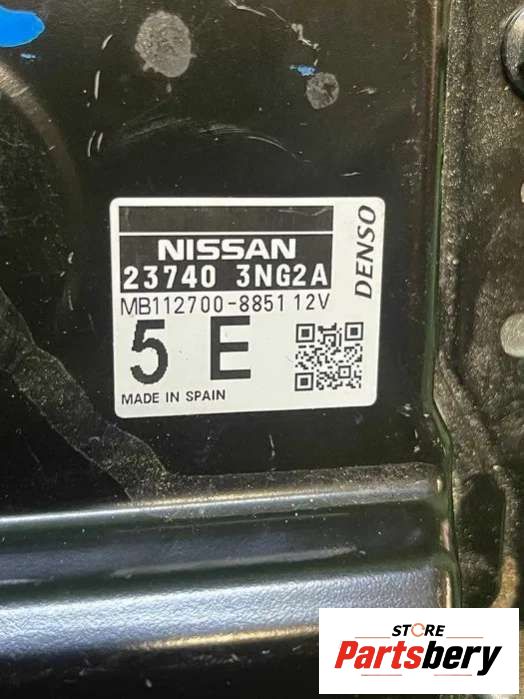 NISSAN
23740 3NG2A
MB112700-8851 12V
5 E
MADE IN SPAIN
DENSO
STORE
Partsbery